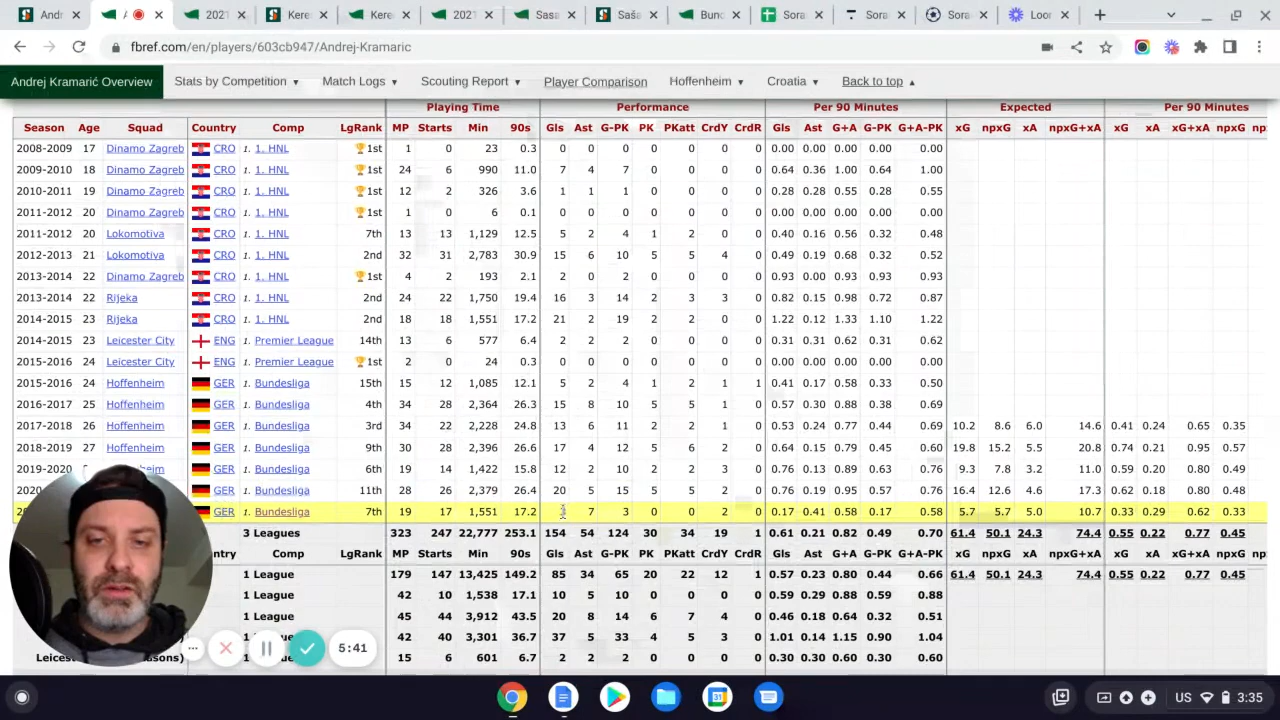 Andr
A
2021
Kere
Kere
2021
Sasa
Saša
Bunc
Sora
Sora
Sora
Loor
fbref.com/en/players/603cb947/Andrej-Kramaric
Andrej Kramarić Overview Stats by Competition ▼ Match Logs ▼ Scouting Report ▼ Player Comparison Hoffenheim ▼ Croatia ▼ Back to top ▲
Playing Time Performance Per 90 Minutes Expected Per 90 Minutes
Season Age Squad Country Comp LgRank MP Starts Min 90s Gls Ast G-PK PK PKatt CrdY CrdR Gls Ast G+A G-PK G+A-PK xG npxG xA npxG+xA xG xA xG+xA npxG
2008-2009 17 Dinamo Zagreb CRO 1. HNL 1st 1 0 23 0.3 0 0 0 0 0 0 0 0.00 0.00 0.00 0.00 0.00
2009-2010 18 Dinamo Zagreb CRO 1. HNL 1st 24 6 990 11.0 7 4 7 0 0 0 0 0.64 0.36 1.00 0.64 1.00
2010-2011 19 Dinamo Zagreb CRO 1. HNL 1st 12 2 326 3.6 1 1 1 0 0 0 0 0.28 0.28 0.55 0.28 0.55
2011-2012 20 Dinamo Zagreb CRO 1. HNL 1st 1 0 6 0.1 0 0 0 0 0 0 0 0.00 0.00 0.00 0.00 0.00
2011-2012 20 Lokomotiva CRO 1. HNL 7th 13 13 1,129 12.5 5 2 4 1 2 0 0 0.40 0.16 0.56 0.32 0.48
2012-2013 21 Lokomotiva CRO 1. HNL 2nd 32 31 2,783 30.9 15 6 10 5 5 4 0 0.49 0.19 0.68 0.32 0.52
2013-2014 22 Dinamo Zagreb CRO 1. HNL 1st 4 2 193 2.1 2 0 2 0 0 0 0 0.93 0.00 0.93 0.93 0.93
2013-2014 22 Rijeka CRO 1. HNL 2nd 24 22 1,750 19.4 16 3 14 2 3 3 0 0.82 0.15 0.98 0.72 0.87
2014-2015 23 Rijeka CRO 1. HNL 2nd 18 18 1,551 17.2 21 2 19 2 2 0 0 1.22 0.12 1.33 1.10 1.22
2014-2015 23 Leicester City ENG 1. Premier League 14th 13 6 577 6.4 2 2 2 0 0 0 0 0.31 0.31 0.62 0.31 0.62
2015-2016 24 Leicester City ENG 1. Premier League 1st 2 0 24 0.3 0 0 0 0 0 0 0 0.00 0.00 0.00 0.00 0.00
2015-2016 24 Hoffenheim GER 1. Bundesliga 15th 15 12 1,085 12.1 5 2 4 1 2 1 1 0.41 0.17 0.58 0.33 0.50
2016-2017 25 Hoffenheim GER 1. Bundesliga 4th 34 28 2,364 26.3 15 8 10 5 5 1 0 0.57 0.30 0.88 0.38 0.69
2017-2018 26 Hoffenheim GER 1. Bundesliga 3rd 34 22 2,228 24.8 13 6 11 2 2 1 0 0.53 0.24 0.77 0.44 0.69 10.2 8.6 6.0 14.6 0.41 0.24 0.65 0.35
2018-2019 27 Hoffenheim GER 1. Bundesliga 9th 30 28 2,396 26.6 17 4 12 5 6 2 0 0.64 0.15 0.79 0.45 0.60 19.8 15.2 5.5 20.8 0.74 0.21 0.95 0.57
2019-2020 Hoffenheim GER 1. Bundesliga 6th 19 14 1,422 15.8 12 2 10 2 2 3 0 0.76 0.13 0.89 0.63 0.76 9.3 7.8 3.2 11.0 0.59 0.20 0.80 0.49
2020 Hoffenheim GER 1. Bundesliga 11th 28 26 2,379 26.4 20 5 15 5 5 2 0 0.76 0.19 0.95 0.57 0.76 16.4 12.6 4.6 17.3 0.62 0.18 0.80 0.48
GER 1. Bundesliga 7th 19 17 1,551 17.2 7 3 0 0 2 0 0.17 0.41 0.58 0.17 0.58 5.7 5.7 5.0 10.7 0.33 0.29 0.62 0.33
3 Leagues 323 247 22,777 253.1 154 54 124 30 34 18 1 0.61 0.21 0.82 0.49 0.70 61.4 50.1 24.3 74.4 0.55 0.22 0.77 0.45
ountry Comp LgRank MP Starts Min 90s Gls Ast G-PK PK PKatt CrdY CrdR Gls Ast G+A G-PK G+A-PK xG npxG xA npxG+xA xG xA xG+xA npxG
1 League 179 147 13,425 149.2 85 34 65 20 22 12 1 0.57 0.23 0.80 0.44 0.66 61.4 50.1 24.3 74.4 0.55 0.22 0.77 0.45
1 League 42 10 1,538 17.1 10 5 10 0 0 0 0 0.59 0.29 0.88 0.59 0.88
1 League 45 44 3,912 43.5 20 8 14 6 7 4 0 0.46 0.18 0.64 0.32 0.51
1 League 42 40 3,301 36.7 37 5 33 4 5 3 0 1.01 0.14 1.15 0.90 1.04
Leices sons) 1 League 15 6 601 6.7 2 2 2 0 0 0 0 0.30 0.30 0.60 0.30 0.60
5:41
31
US 3:35